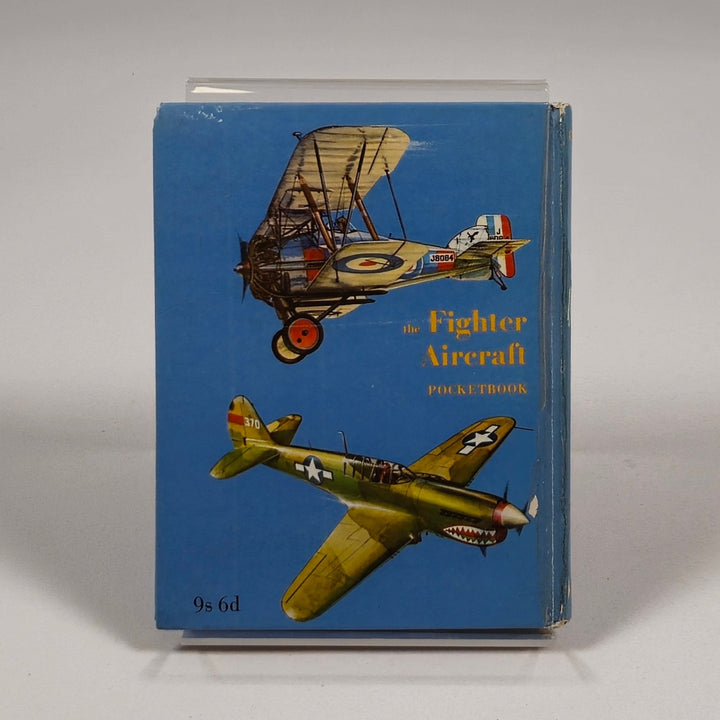 J
J8084
the Fighter
Aircraft
POCKETBOOK
370
9s 6d